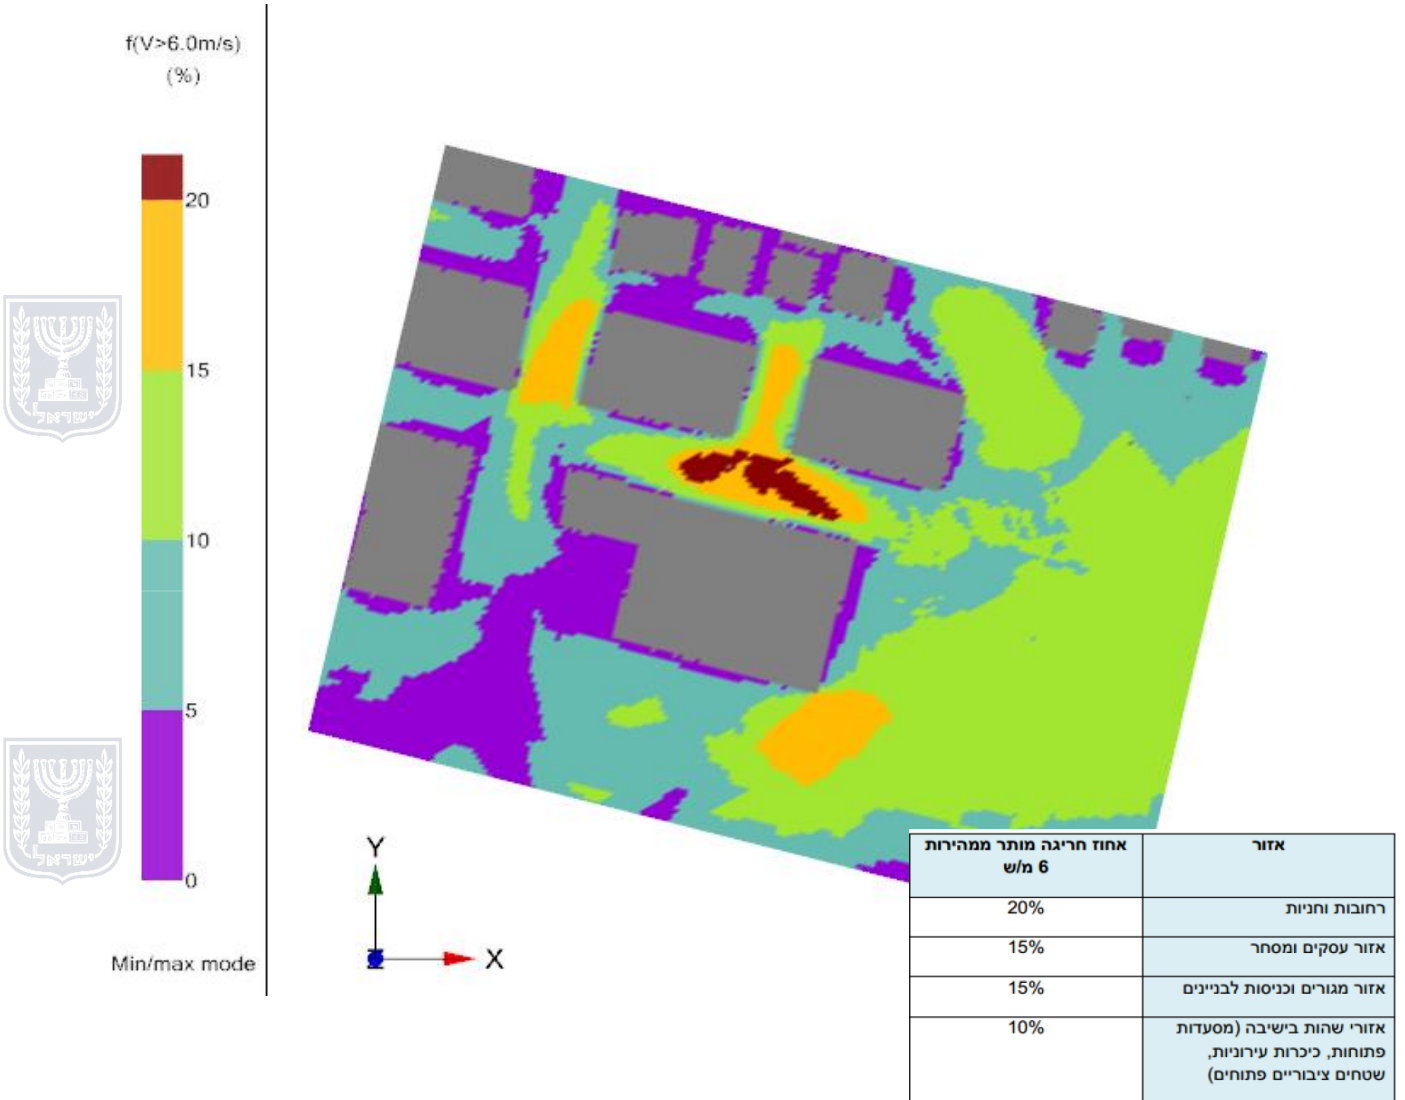 f(V>6.0m/s)
(%)
20
15
10
5
0
Min/max mode
Y
Z
X
ישראל
ישראל
אזור
אחוז חריגה מותר ממהירות
6 מ/ש
רחובות וחניות
20%
אזור עסקים ומסחר
15%
אזור מגורים וכניסות לבניינים
15%
אזורי שהות בישיבה (מסעדות
פתוחות, כיכרות עירוניות,
שטחים ציבוריים פתוחים)
10%